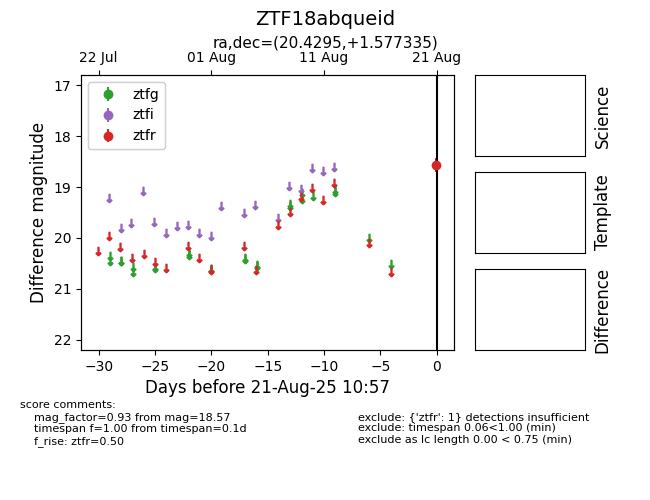 ZTF18abqueid
ra,dec=(20.4295,+1.577335)
22 Jul
01 Aug
11 Aug
21 Aug
ztfg
ztfi
ztfr
17
18
19
20
21
22
Difference magnitude
−30
−25
−20
−15
−10
−5
0
Days before 21-Aug-25 10:57
Science
Template
Difference
score comments:
mag_factor=0.93 from mag=18.57
timespan f=1.00 from timespan=0.1d
f_rise: ztfr=0.50
exclude: {'ztfr': 1} detections insufficient
exclude: timespan 0.06<1.00 (min)
exclude as lc length 0.00 < 0.75 (min)